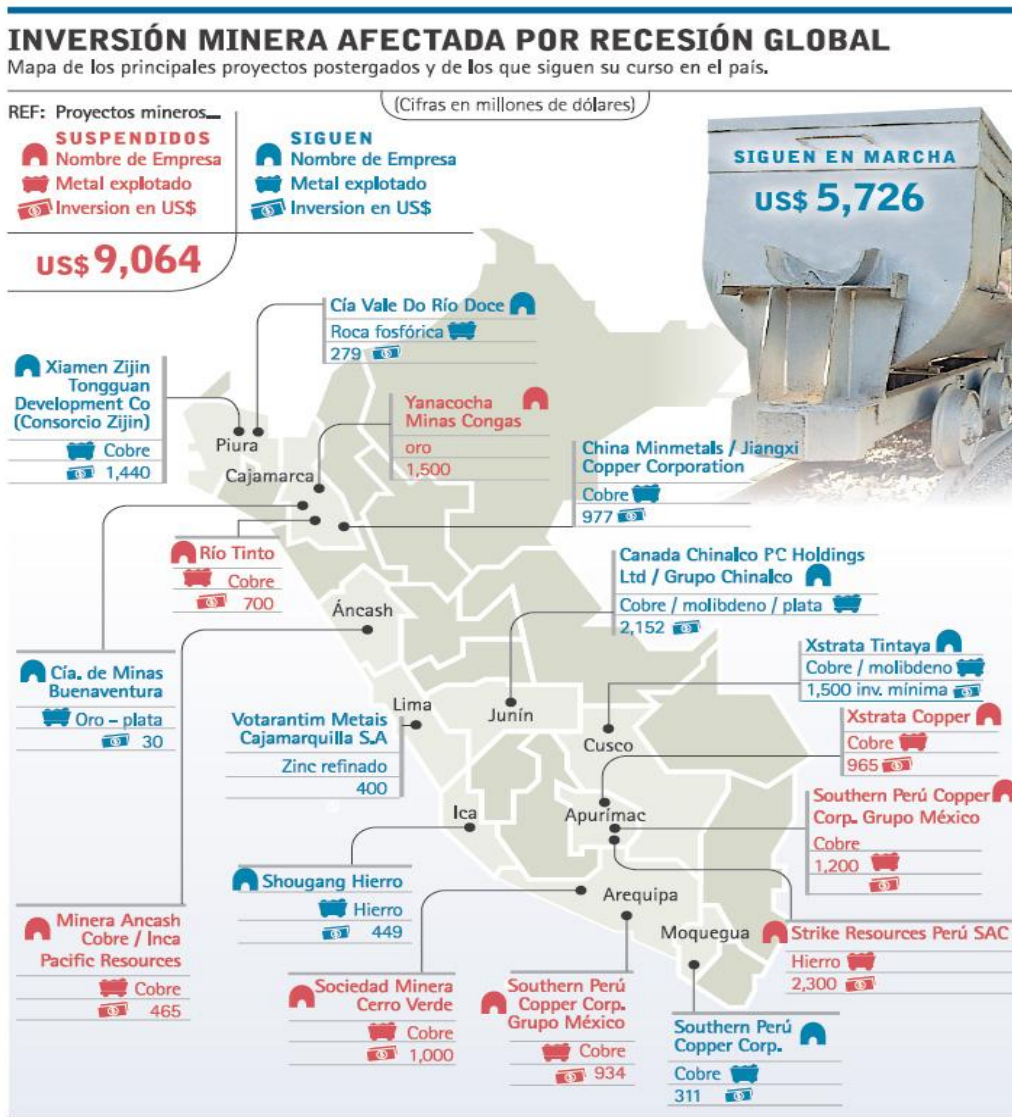 INVERSIÓN MINERA AFECTADA POR RECESIÓN GLOBAL
Mapa de los principales proyectos postergados y de los que siguen su curso en el país.
(Cifras en millones de dólares)
REF: Proyectos mineros...
SUSPENDIDOS
Nombre de Empresa
Metal explotado
Inversion en US$
US$ 9,064
SIGUEN
Nombre de Empresa
Metal explotado
Inversion en US$
SIGUEN EN MARCHA
US$ 5,726
Cía Vale Do Río Doce
Roca fosfórica
279
Xiamen Zijin
Tongguan
Development Co
(Consorcio Zijin)
Cobre
1,440
Piura
Cajamarca
Yanacocha
Minas Congas
oro
1,500
China Minmetals / Jiangxi
Copper Corporation
Cobre
977
Río Tinto
Cobre
700
Canada Chinalco PC Holdings
Ltd / Grupo Chinalco
Cobre / molibdeno / plata
2,152
Áncash
Cía. de Minas
Buenaventura
Oro – plata
30
Xstrata Tintaya
Cobre / molibdeno
1,500 inv. mínima
Lima
Junín
Cusco
Votarantim Metais
Cajamarquilla S.A
Zinc refinado
400
Xstrata Copper
Cobre
965
Ica
Apurímac
Southern Perú Copper
Corp. Grupo México
Cobre
1,200
Shougang Hierro
Hierro
449
Arequipa
Moquegua
Minera Ancash
Cobre / Inca
Pacific Resources
Cobre
465
Strike Resources Perú SAC
Hierro
2,300
Sociedad Minera
Cerro Verde
Cobre
1,000
Southern Perú
Copper Corp.
Grupo México
Cobre
934
Southern Perú
Copper Corp.
Cobre
311